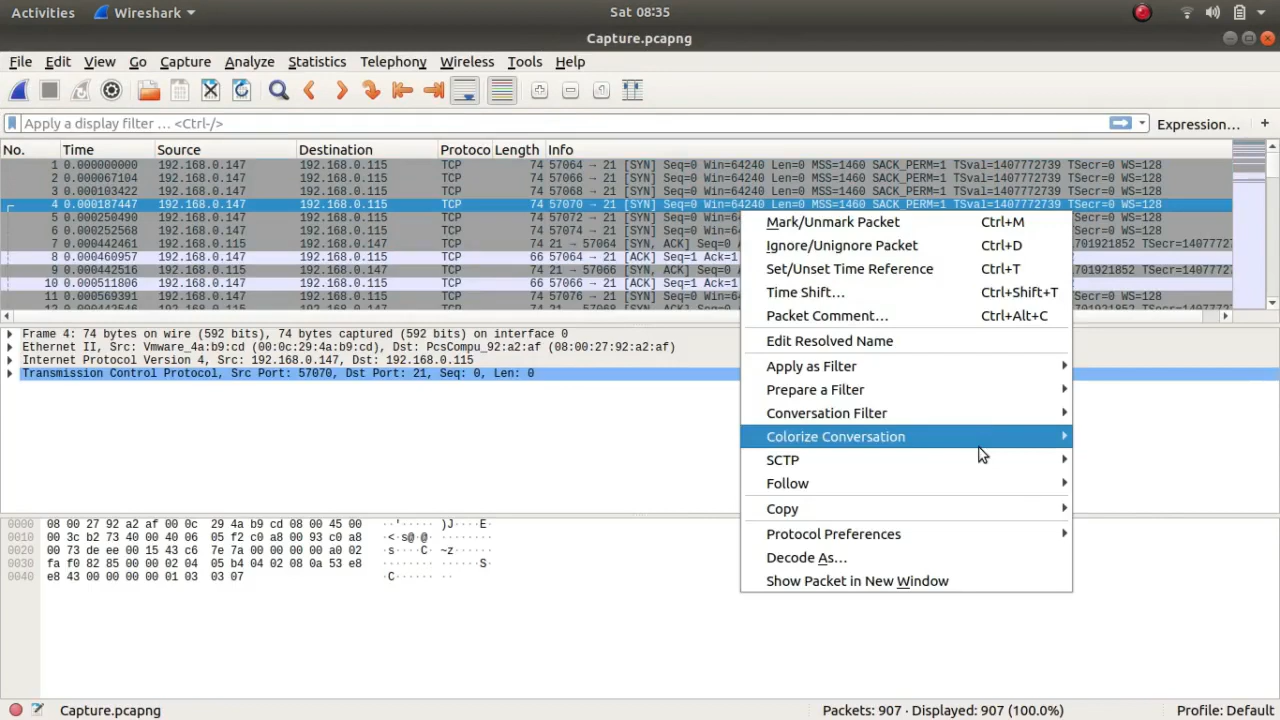 Activities Wireshark Sat 08:35
Capture.pcapng
File Edit View Go Capture Analyze Statistics Telephony Wireless Tools Help
Apply a display filter … <Ctrl-/> Expression… +
No. Time Source Destination Protoco Length Info
1 0.000000000 192.168.0.147 192.168.0.115 TCP 74 57064 → 21 [SYN] Seq=0 Win=64240 Len=0 MSS=1460 SACK_PERM=1 TSval=1407772739 TSecr=0 WS=128
2 0.000067104 192.168.0.147 192.168.0.115 TCP 74 57066 → 21 [SYN] Seq=0 Win=64240 Len=0 MSS=1460 SACK_PERM=1 TSval=1407772739 TSecr=0 WS=128
3 0.000103422 192.168.0.147 192.168.0.115 TCP 74 57068 → 21 [SYN] Seq=0 Win=64240 Len=0 MSS=1460 SACK_PERM=1 TSval=1407772739 TSecr=0 WS=128
4 0.000187447 192.168.0.147 192.168.0.115 TCP 74 57070 → 21 [SYN] Seq=0 Win=64240 Len=0 MSS=1460 SACK_PERM=1 TSval=1407772739 TSecr=0 WS=128
5 0.000250490 192.168.0.147 192.168.0.115 TCP 74 57072 → 21 [SYN] Seq=0 WS=128
6 0.000252568 192.168.0.147 192.168.0.115 TCP 74 57074 → 21 [SYN] Seq=0 WS=128
7 0.000442461 192.168.0.115 192.168.0.147 TCP 74 21 → 57064 [SYN, ACK] Seq=0 701921852 TSecr=1407772
8 0.000460957 192.168.0.147 192.168.0.115 TCP 66 57064 → 21 [ACK] Seq=1 Ack=1
9 0.000442516 192.168.0.115 192.168.0.147 TCP 74 21 → 57066 [SYN, ACK] Seq=0 701921852 TSecr=1407772
10 0.000511806 192.168.0.147 192.168.0.115 TCP 66 57066 → 21 [ACK] Seq=1 Ack=1
11 0.000569391 192.168.0.147 192.168.0.115 TCP 74 57076 → 21 [SYN] Seq=0 WS=128
Mark/Unmark Packet Ctrl+M
Ignore/Unignore Packet Ctrl+D
Set/Unset Time Reference Ctrl+T
Time Shift… Ctrl+Shift+T
Packet Comment… Ctrl+Alt+C
Edit Resolved Name
Apply as Filter
Prepare a Filter
Conversation Filter
Colorize Conversation
SCTP
Follow
Copy
Protocol Preferences
Decode As…
Show Packet in New Window
Frame 4: 74 bytes on wire (592 bits), 74 bytes captured (592 bits) on interface 0
Ethernet II, Src: Vmware_4a:b9:cd (00:0c:29:4a:b9:cd), Dst: PcsCompu_92:a2:af (08:00:27:92:a2:af)
Internet Protocol Version 4, Src: 192.168.0.147, Dst: 192.168.0.115
Transmission Control Protocol, Src Port: 57070, Dst Port: 21, Seq: 0, Len: 0
0000 08 00 27 92 a2 af 00 0c 29 4a b9 cd 08 00 45 00 ··'····· )J····E·
0010 00 3c b2 73 40 00 40 06 05 f2 c0 a8 00 93 c0 a8 ·<·s@·@· ········
0020 00 73 de ee 00 15 43 c6 7e 7a 00 00 00 00 a0 02 ·s····C· ~z······
0030 fa f0 82 85 00 00 02 04 05 b4 04 02 08 0a 53 e8 ········ ······S·
0040 e8 43 00 00 00 00 01 03 03 07 ·C······ ··
Capture.pcapng Packets: 907 · Displayed: 907 (100.0%) Profile: Default